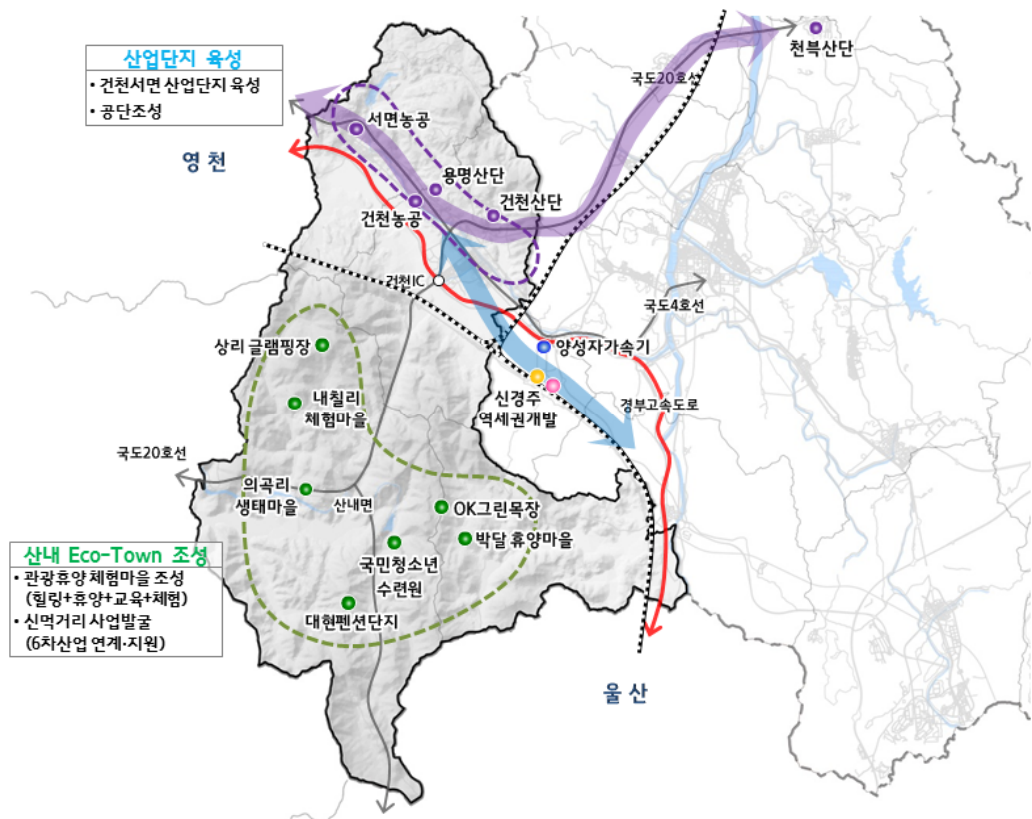 산업단지 육성
• 건천서면 산업단지 육성
• 공단조성
천북산단
국도20호선
서면농공
영 천
용명산단
건천산단
건천농공
건천IC
국도4호선
상리 글램핑장
양성자가속기
내칠리
체험마을
신경주
역세권개발
경부고속도로
국도20호선
의곡리
생태마을
산내면
OK그린목장
박달 휴양마을
국민청소년
수련원
산내 Eco-Town 조성
• 관광휴양 체험마을 조성
(힐링+휴양+교육+체험)
• 신먹거리 사업발굴
(6차산업 연계·지원)
대현펜션단지
울 산